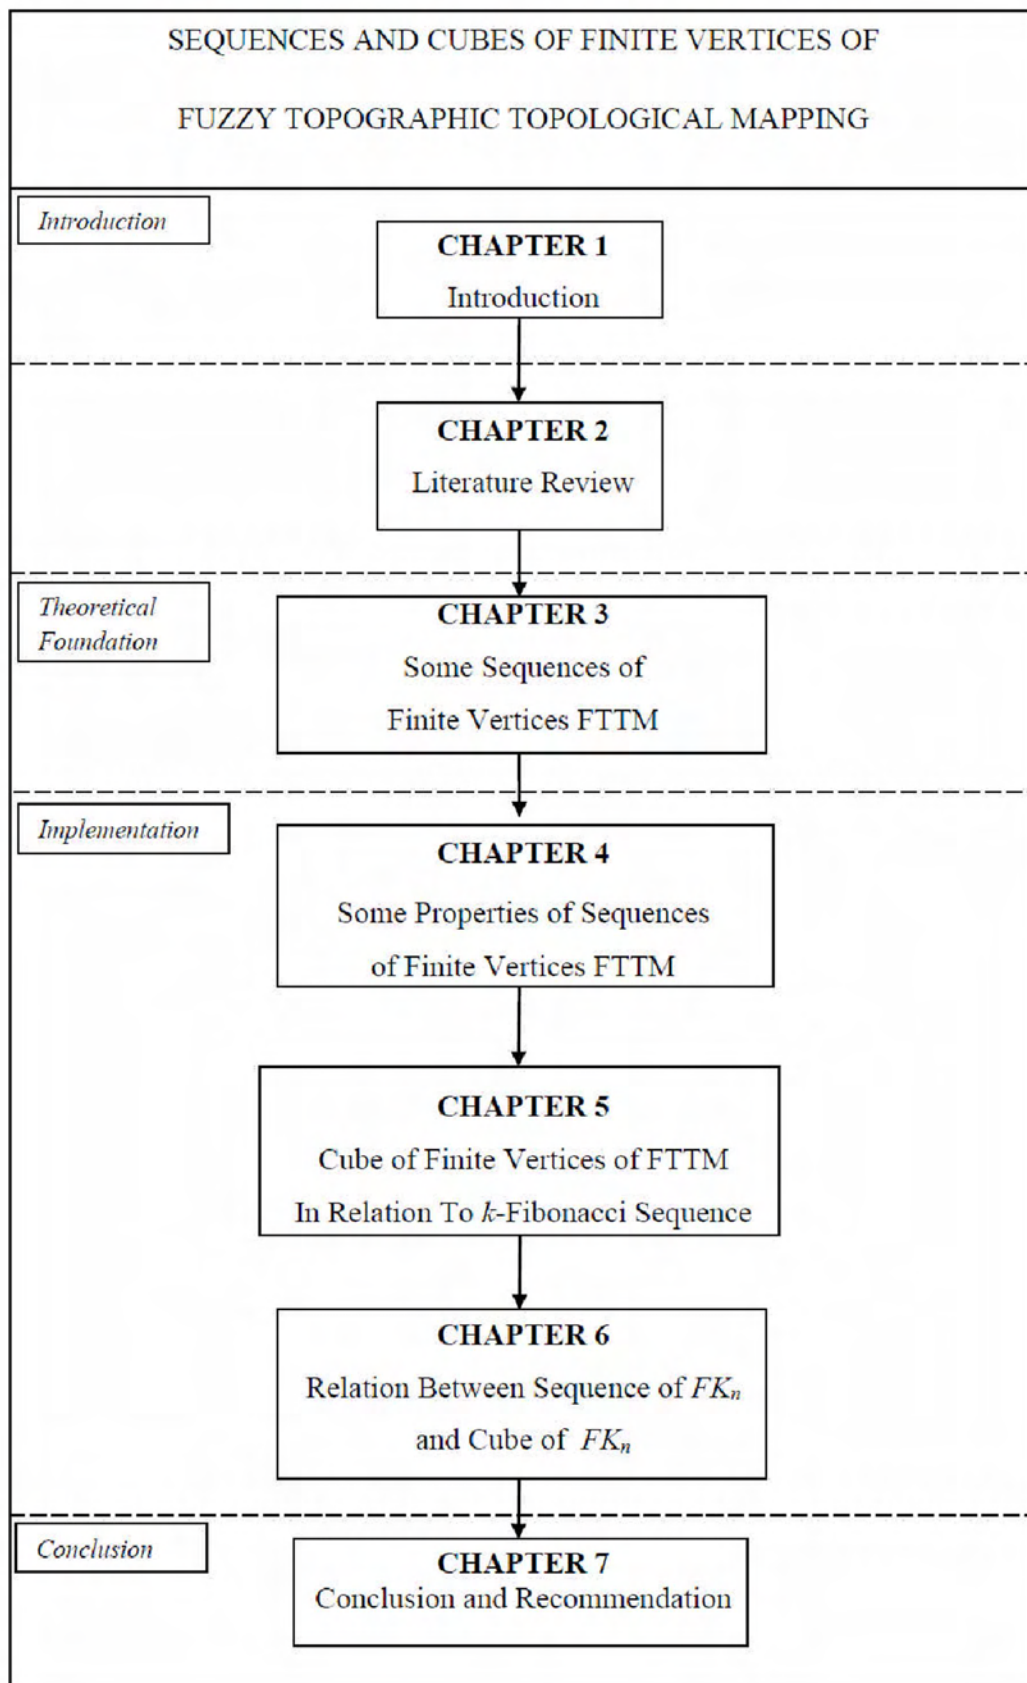 SEQUENCES AND CUBES OF FINITE VERTICES OF
FUZZY TOPOGRAPHIC TOPOLOGICAL MAPPING
Introduction
CHAPTER 1
Introduction
CHAPTER 2
Literature Review
Theoretical
Foundation
CHAPTER 3
Some Sequences of
Finite Vertices FTTM
Implementation
CHAPTER 4
Some Properties of Sequences
of Finite Vertices FTTM
CHAPTER 5
Cube of Finite Vertices of FTTM
In Relation To k-Fibonacci Sequence
CHAPTER 6
Relation Between Sequence of FKₙ
and Cube of FKₙ
Conclusion
CHAPTER 7
Conclusion and Recommendation